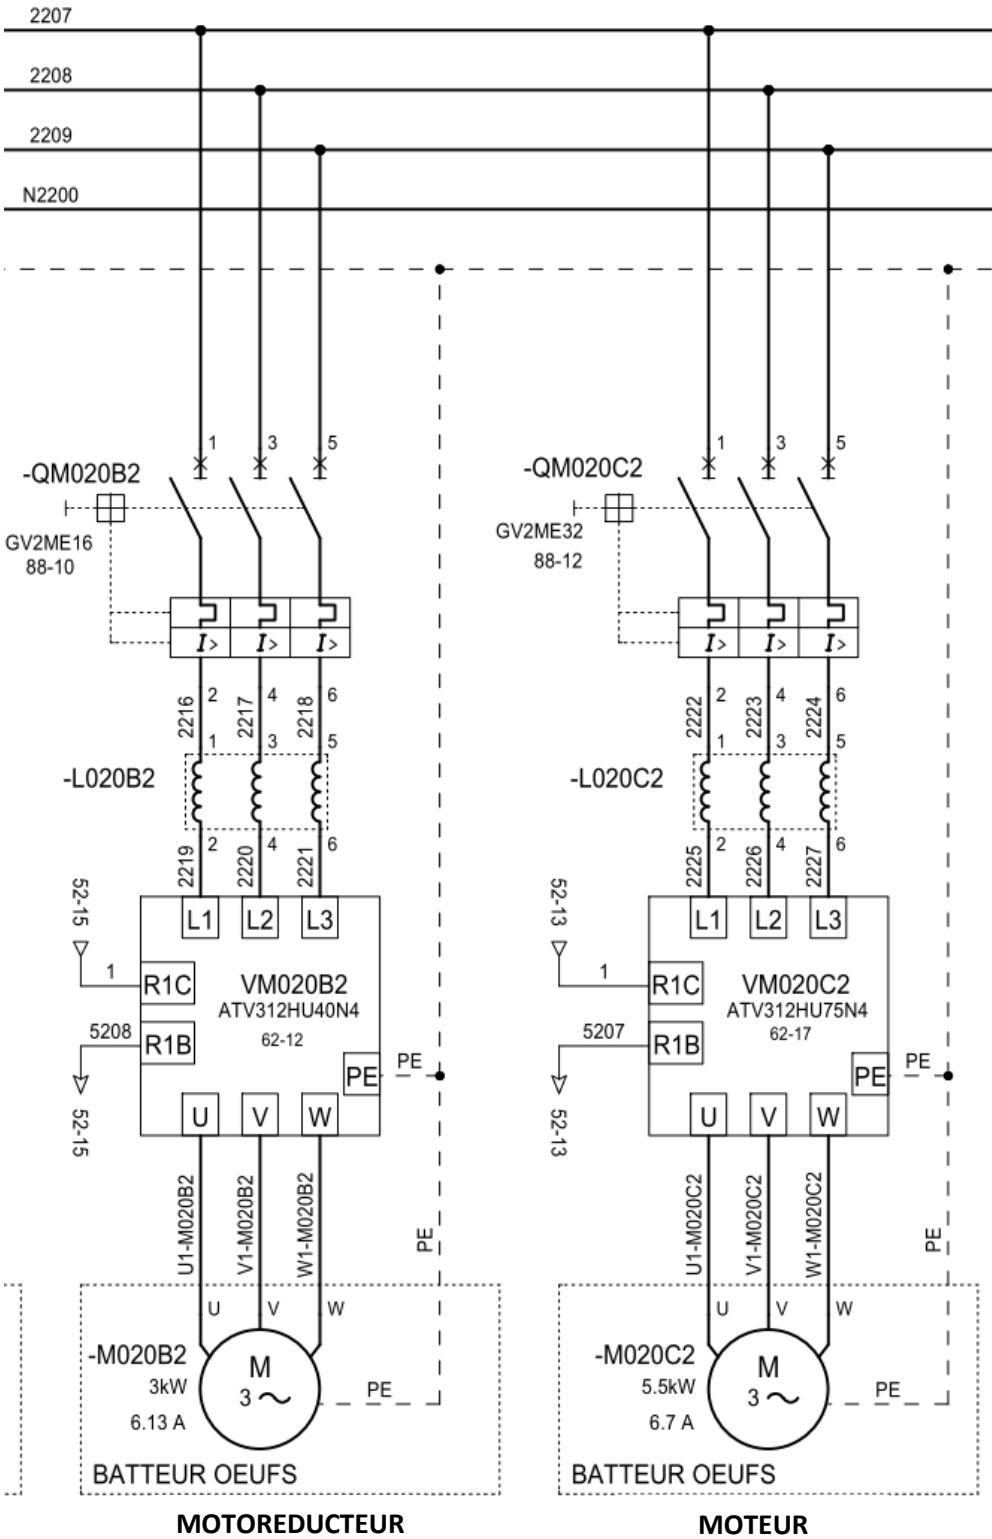 2207
2208
2209
N2200
1 3 5 1 3 5
-QM020B2 -QM020C2
GV2ME16 GV2ME32
88-10 88-12
I> I> I> I> I> I>
2 4 6 2 4 6
2216 2217 2218 2222 2223 2224
1 3 5 1 3 5
-L020B2 -L020C2
2 4 6 2 4 6
2219 2220 2221 2225 2226 2227
52-15 52-13
L1 L2 L3 L1 L2 L3
1 R1C VM020B2 1 R1C VM020C2
ATV312HU40N4 ATV312HU75N4
5208 R1B 62-12 5207 R1B 62-17
PE PE PE PE
52-15 U V W 52-13 U V W
U1-M020B2 V1-M020B2 W1-M020B2 PE U1-M020C2 V1-M020C2 W1-M020C2 PE
U V W U V W
-M020B2 M -M020C2 M
3kW 3 PE 5.5kW 3 PE
6.13 A 6.7 A
BATTEUR OEUFS BATTEUR OEUFS
MOTOREDUCTEUR MOTEUR